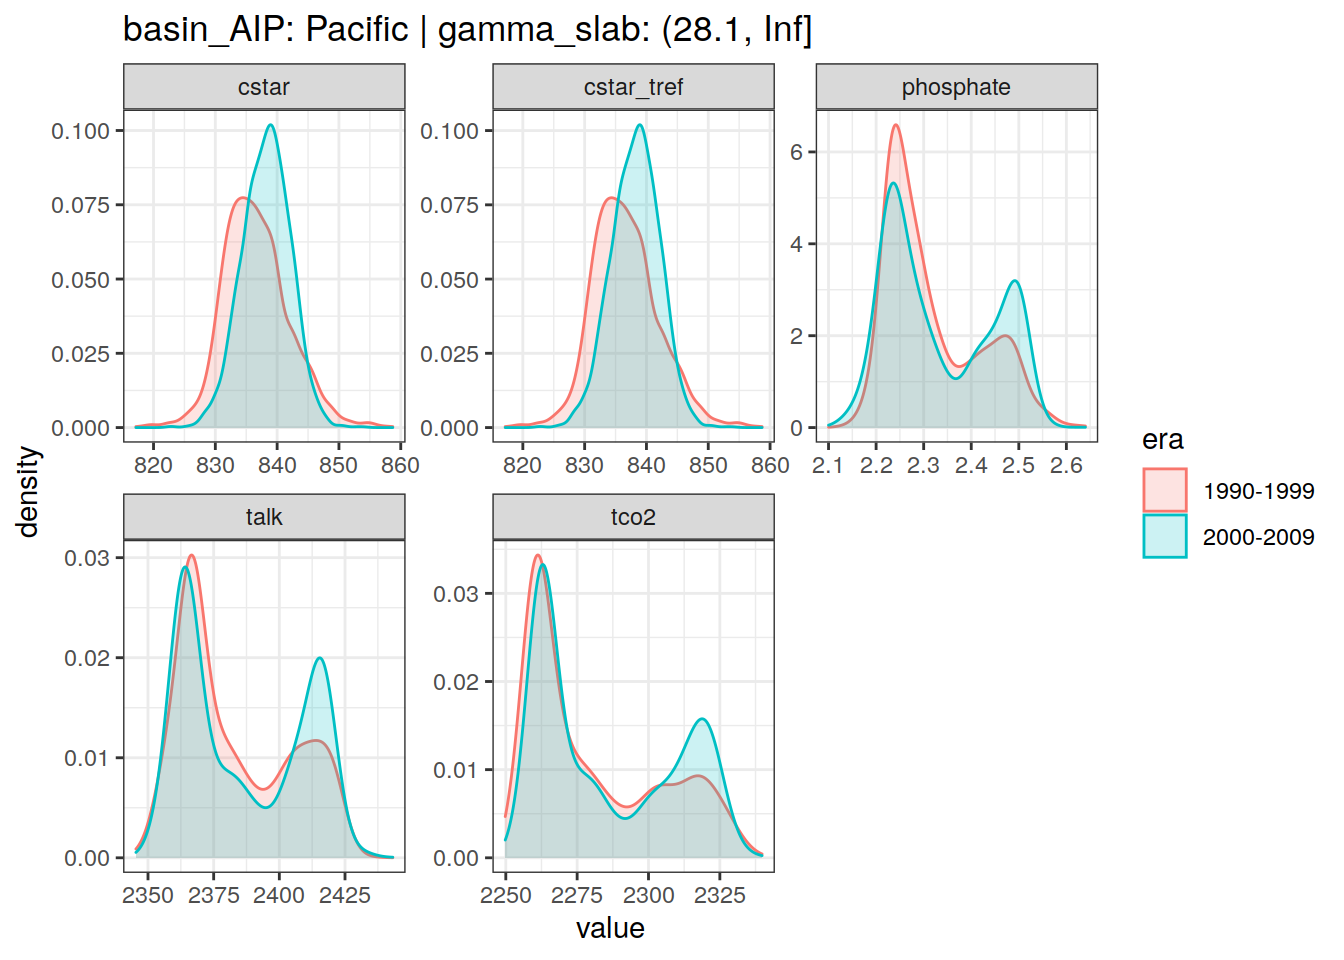 basin_AIP: Pacific | gamma_slab: (28.1, Inf]
cstar
cstar_tref
phosphate
0.100
0.075
0.050
0.025
0.000
820 830 840 850 860
0.100
0.075
0.050
0.025
0.000
820 830 840 850 860
6
4
2
0
2.1 2.2 2.3 2.4 2.5 2.6
density
talk
tco2
0.03
0.02
0.01
0.00
2350 2375 2400 2425
0.03
0.02
0.01
0.00
2250 2275 2300 2325
value
era
1990-1999
2000-2009